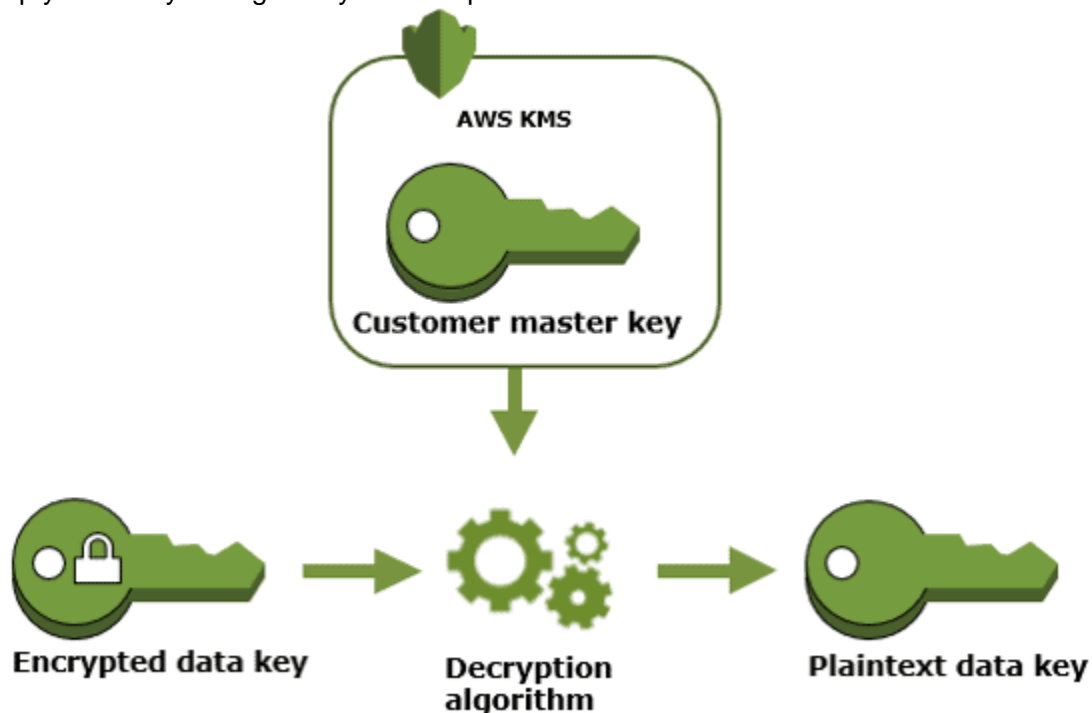 AWS KMS
Customer master key
Encrypted data key
Decryption
algorithm
Plaintext data key